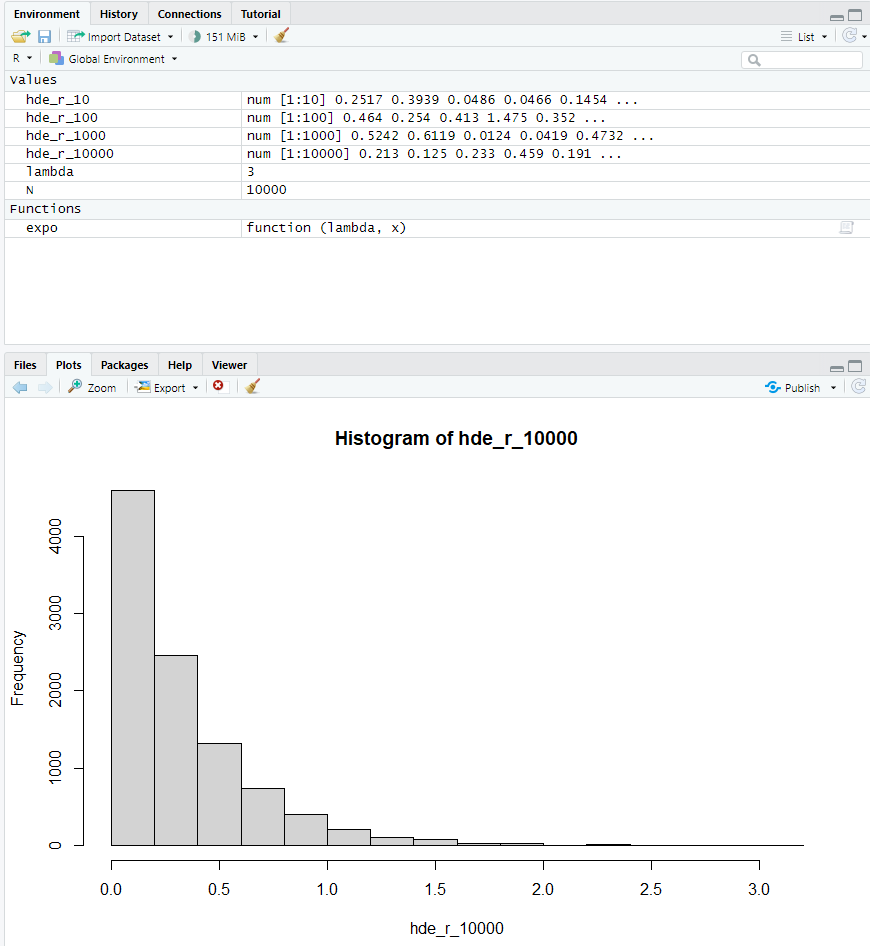 Environment History Connections Tutorial
Import Dataset 151 MiB List
R Global Environment
Values
hde_r_10 num [1:10] 0.2517 0.3939 0.0486 0.0466 0.1454 ...
hde_r_100 num [1:100] 0.464 0.254 0.413 1.475 0.352 ...
hde_r_1000 num [1:1000] 0.5242 0.6119 0.0124 0.0419 0.4732 ...
hde_r_10000 num [1:10000] 0.213 0.125 0.233 0.459 0.191 ...
lambda 3
N 10000
Functions
expo function (lambda, x)
Files Plots Packages Help Viewer
Zoom Export Publish
Histogram of hde_r_10000
Frequency
4000
3000
2000
1000
0
0.0 0.5 1.0 1.5 2.0 2.5 3.0
hde_r_10000